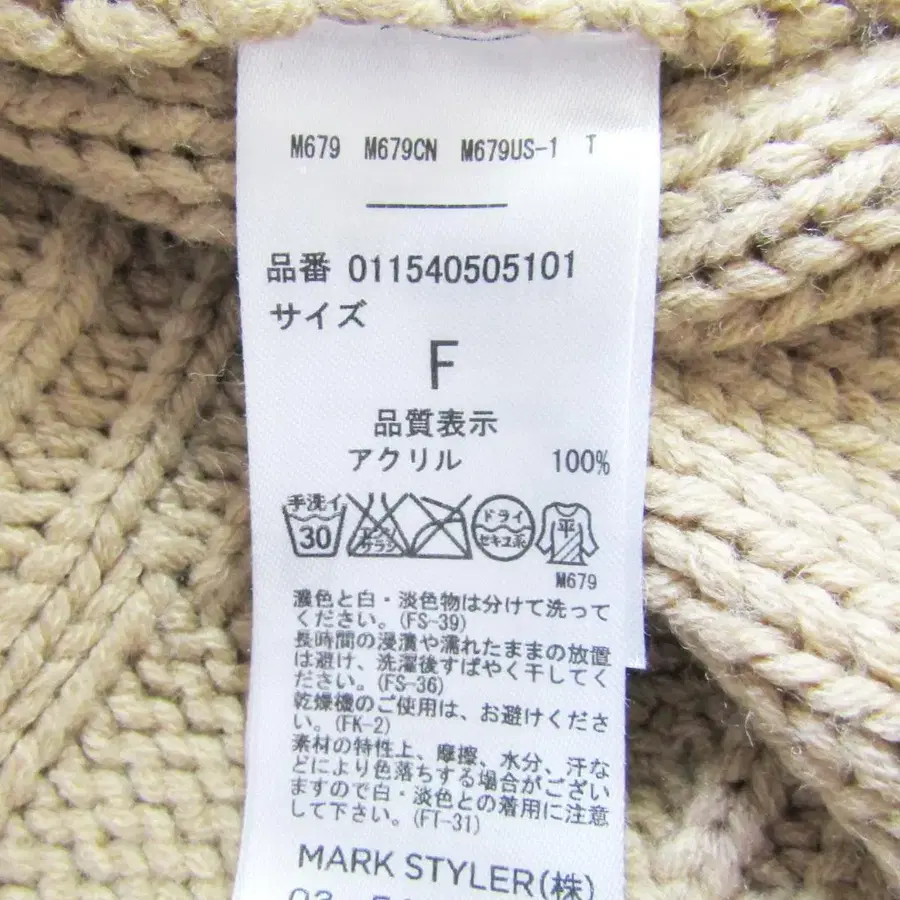 M679 M679CN M679US-1 T
品番 011540505101
サイズ
F
品質表示
アクリル 100%
手洗イ
30
エンソ
サラシ
ドライ
セキユ系
平
M679
濃色と白・淡色物は分けて洗って
ください。(FS-39)
長時間の浸漬や濡れたままの放置
は避け、洗濯後すばやく干してく
ださい。(FS-36)
乾燥機のご使用は、お避けくださ
い。(FK-2)
素材の特性上、摩擦、水分、汗な
どにより色落ちする場合がござい
ますので白・淡色との着用に注意
して下さい。(FT-31)
MARK STYLER(株)